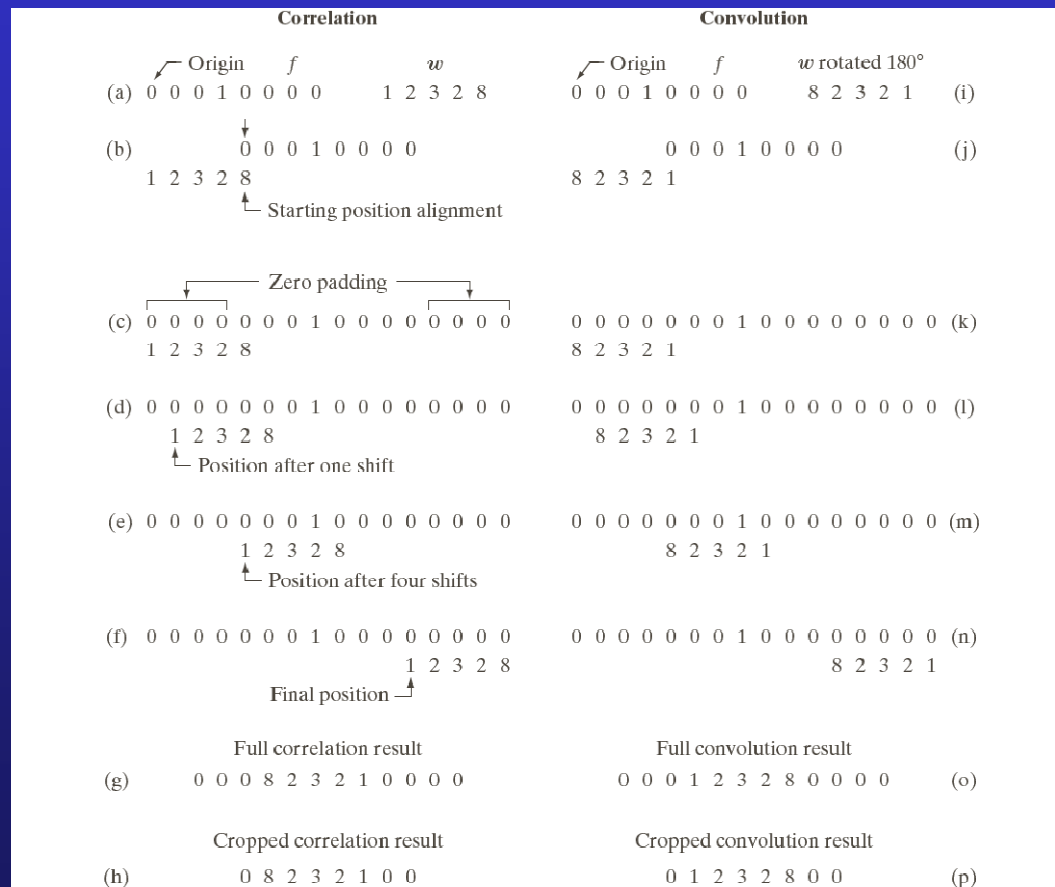 Correlation
Origin f w
(a) 0 0 0 1 0 0 0 0 1 2 3 2 8
(b) 0 0 0 1 0 0 0 0
1 2 3 2 8
Starting position alignment
Zero padding
(c) 0 0 0 0 0 0 0 1 0 0 0 0 0 0 0 0
1 2 3 2 8
(d) 0 0 0 0 0 0 0 1 0 0 0 0 0 0 0 0
1 2 3 2 8
Position after one shift
(e) 0 0 0 0 0 0 0 1 0 0 0 0 0 0 0 0
1 2 3 2 8
Position after four shifts
(f) 0 0 0 0 0 0 0 1 0 0 0 0 0 0 0 0
1 2 3 2 8
Final position
Full correlation result
(g) 0 0 0 8 2 3 2 1 0 0 0 0
Cropped correlation result
(h) 0 8 2 3 2 1 0 0
Convolution
Origin f w rotated 180°
0 0 0 1 0 0 0 0 8 2 3 2 1 (i)
0 0 0 1 0 0 0 0 (j)
8 2 3 2 1
0 0 0 0 0 0 0 1 0 0 0 0 0 0 0 0 (k)
8 2 3 2 1
0 0 0 0 0 0 0 1 0 0 0 0 0 0 0 0 (l)
8 2 3 2 1
0 0 0 0 0 0 0 1 0 0 0 0 0 0 0 0 (m)
8 2 3 2 1
0 0 0 0 0 0 0 1 0 0 0 0 0 0 0 0 (n)
8 2 3 2 1
Full convolution result
0 0 0 1 2 3 2 8 0 0 0 0 (o)
Cropped convolution result
0 1 2 3 2 8 0 0 (p)